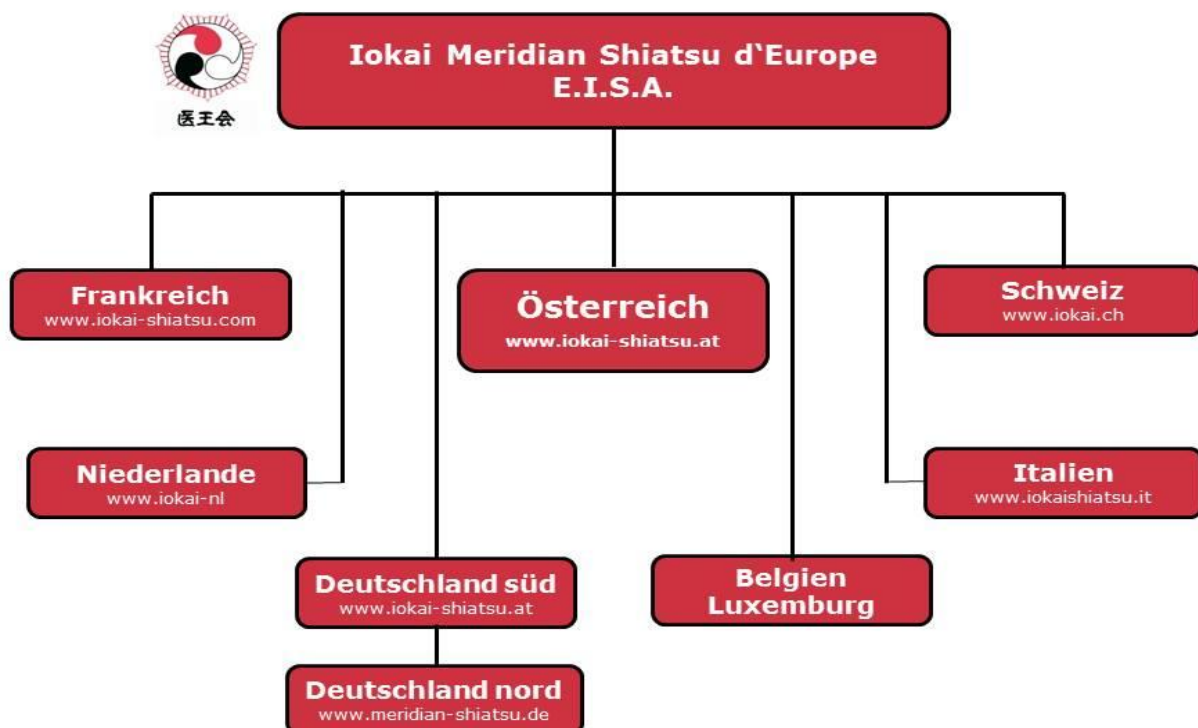 医王会
Iokai Meridian Shiatsu d‘Europe
E.I.S.A.
Frankreich
www.iokai-shiatsu.com
Österreich
www.iokai-shiatsu.at
Schweiz
www.iokai.ch
Niederlande
www.iokai-nl
Italien
www.iokaishiatsu.it
Deutschland süd
www.iokai-shiatsu.at
Belgien
Luxemburg
Deutschland nord
www.meridian-shiatsu.de